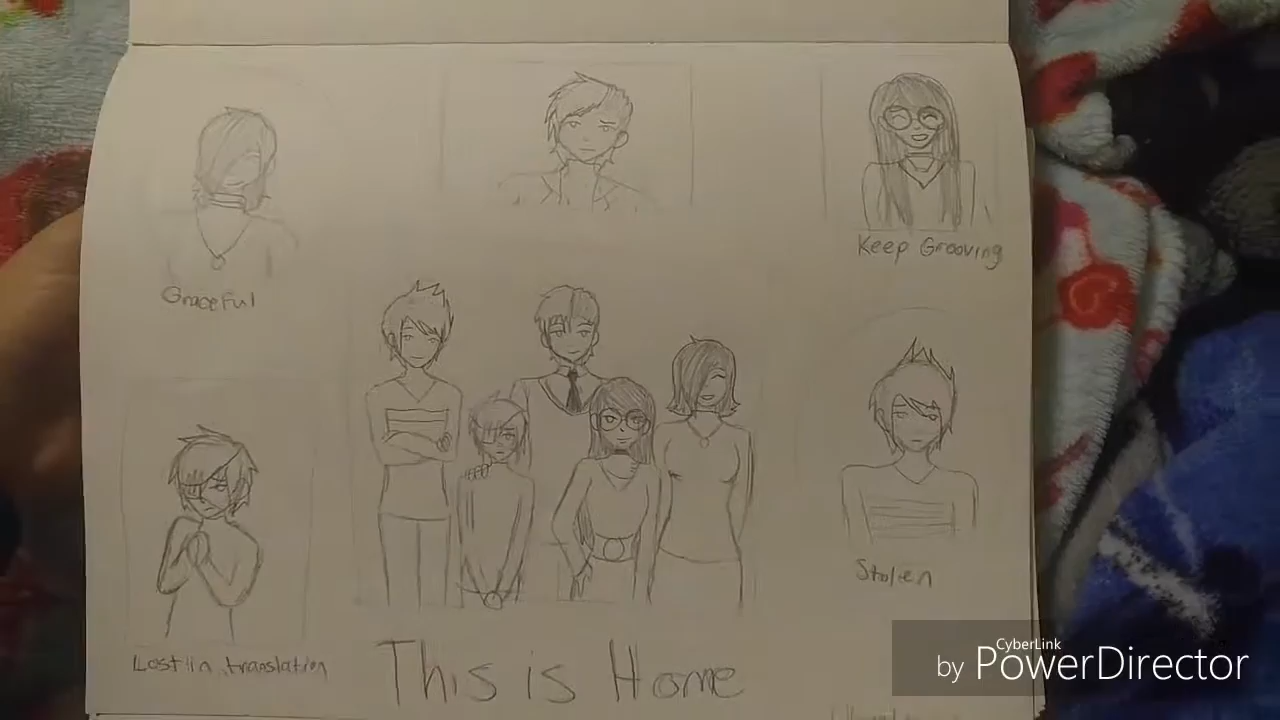 Keep Grooving
Graceful
Stolen
Lost in translation
This is Home
CyberLink
by PowerDirector